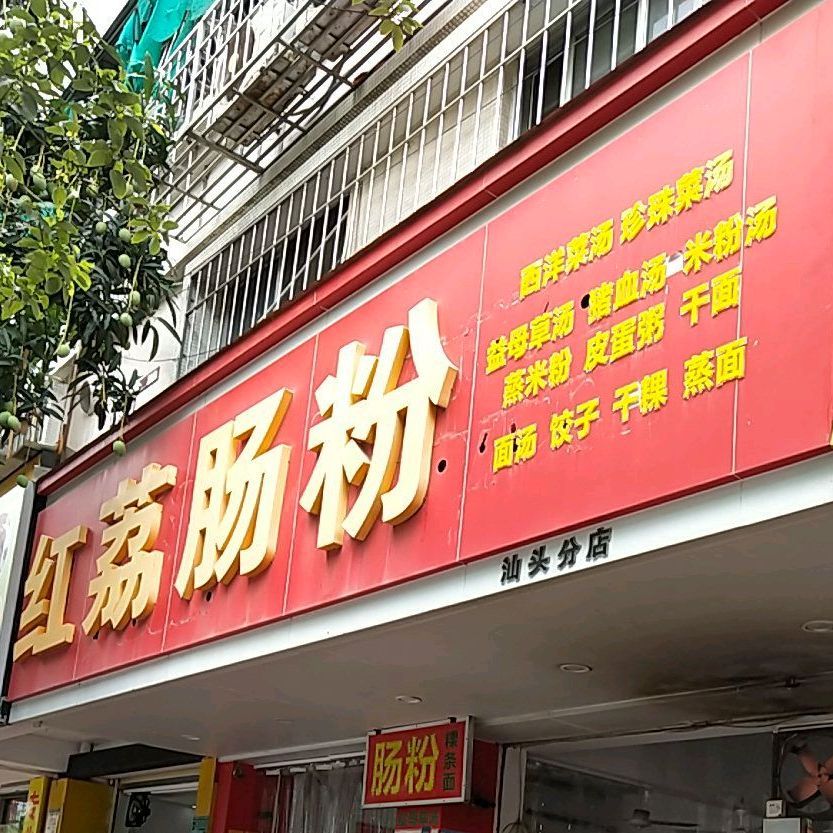 红荔肠粉
西洋菜汤 珍珠菜汤
益母草汤 猪血汤 米粉汤
蒸米粉 皮蛋粥 干面
面汤 饺子 干粿 蒸面
汕头分店
肠粉
粿条面